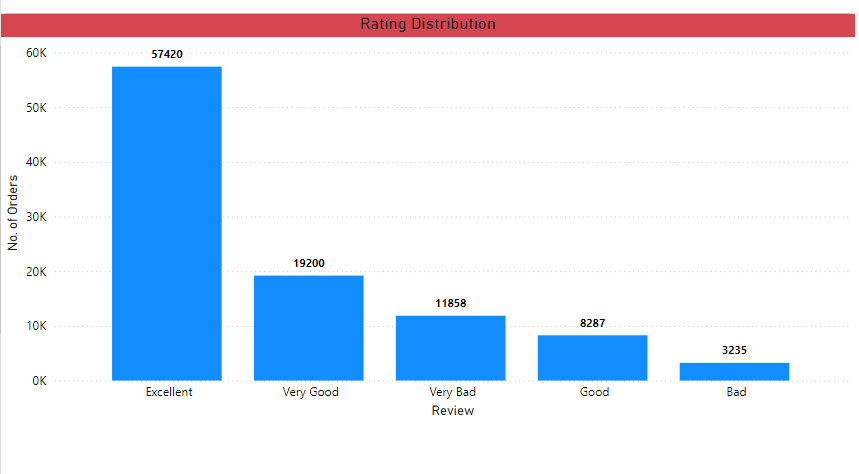 Rating Distribution
60K
50K
40K
30K
20K
10K
0K
No. of Orders
57420
19200
11858
8287
3235
Excellent
Very Good
Very Bad
Good
Bad
Review